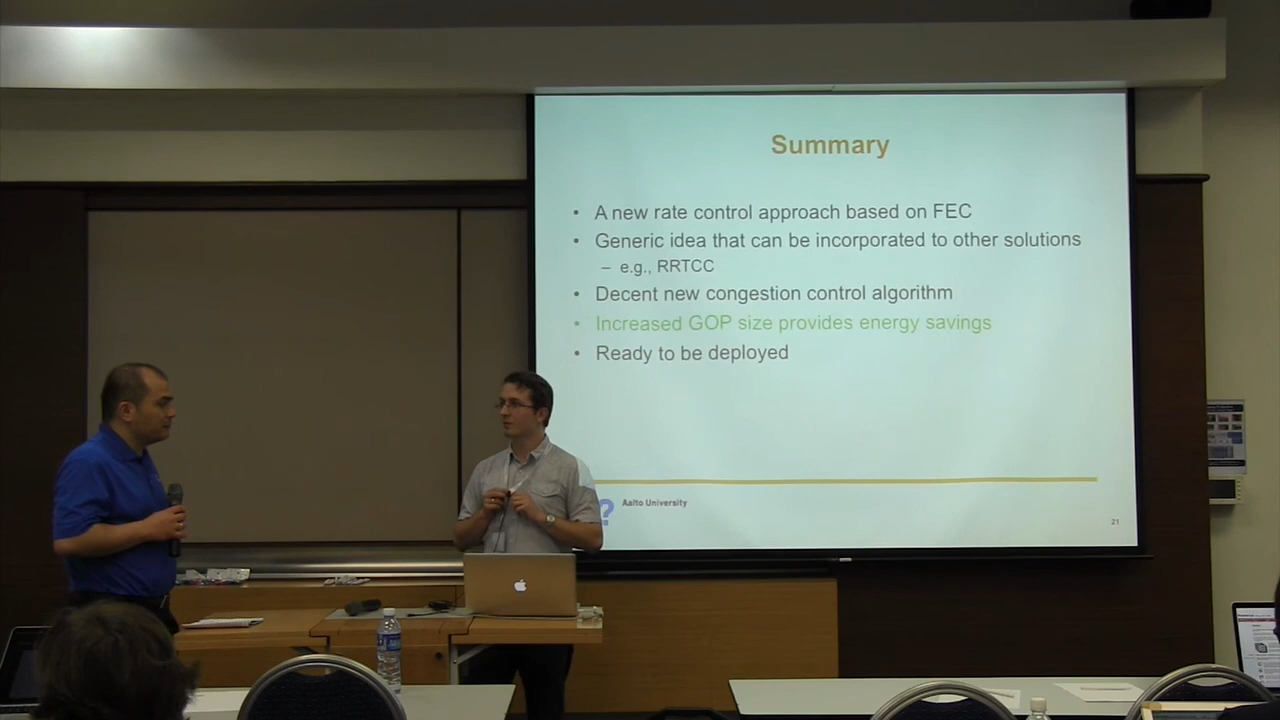 Summary
• A new rate control approach based on FEC
• Generic idea that can be incorporated to other solutions
– e.g., RRTCC
• Decent new congestion control algorithm
• Increased GOP size provides energy savings
• Ready to be deployed
?
Aalto University
21